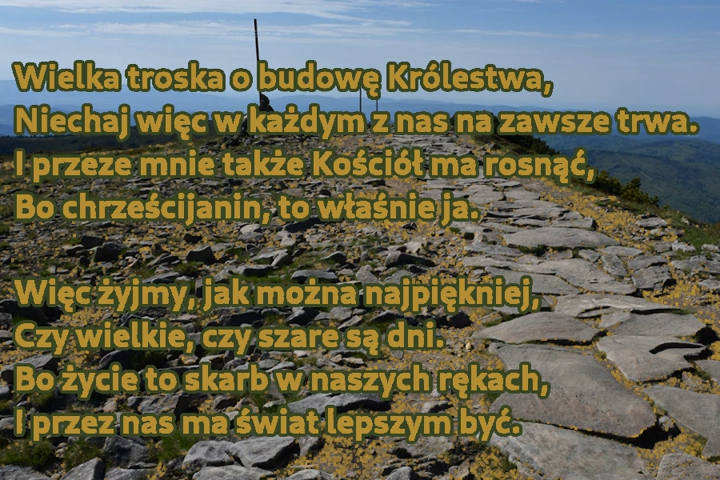 Wielka troska o budowę Królestwa,
Niechaj więc w każdym z nas na zawsze trwa.
I przeze mnie także Kościół ma rosnąć,
Bo chrześcijanin, to właśnie ja.
Więc żyjmy, jak można najpiękniej,
Czy wielkie, czy szare są dni.
Bo życie to skarb w naszych rękach,
I przez nas ma świat lepszym być.